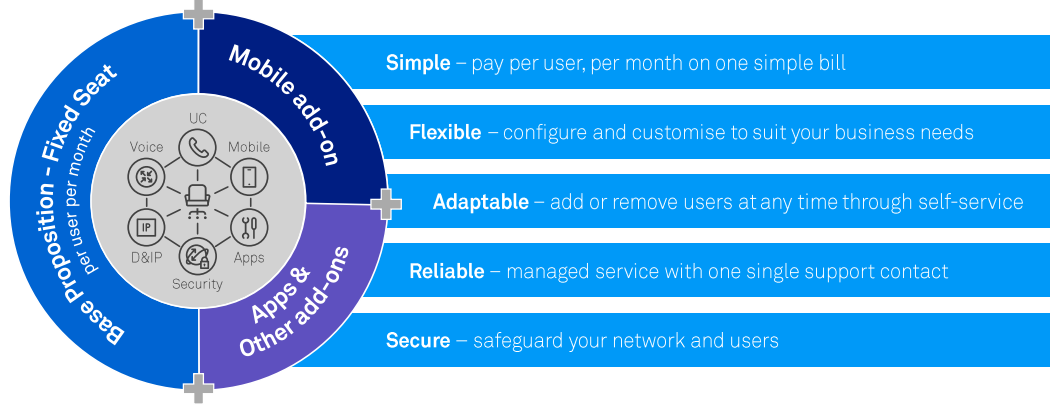 Base Proposition - Fixed Seat
per user per month
Mobile add-on
Apps &
Other add-ons
UC
Voice
Mobile
IP
D&IP
Apps
Security
Simple – pay per user, per month on one simple bill
Flexible – configure and customise to suit your business needs
Adaptable – add or remove users at any time through self-service
Reliable – managed service with one single support contact
Secure – safeguard your network and users